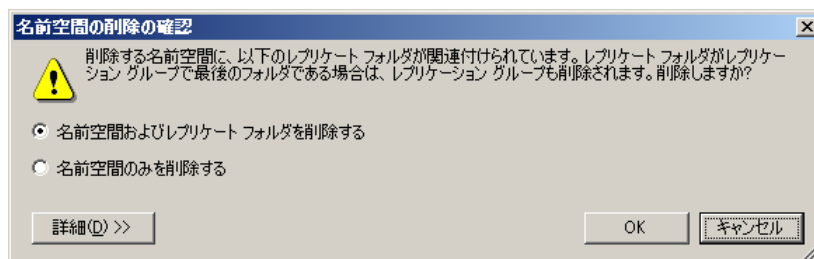 名前空間の削除の確認
削除する名前空間に、以下のレプリケート フォルダが関連付けられています。レプリケート フォルダがレプリケー
ション グループで最後のフォルダである場合は、レプリケーション グループも削除されます。削除しますか?
名前空間およびレプリケート フォルダを削除する
名前空間のみを削除する
詳細(D) >>
OK
キャンセル